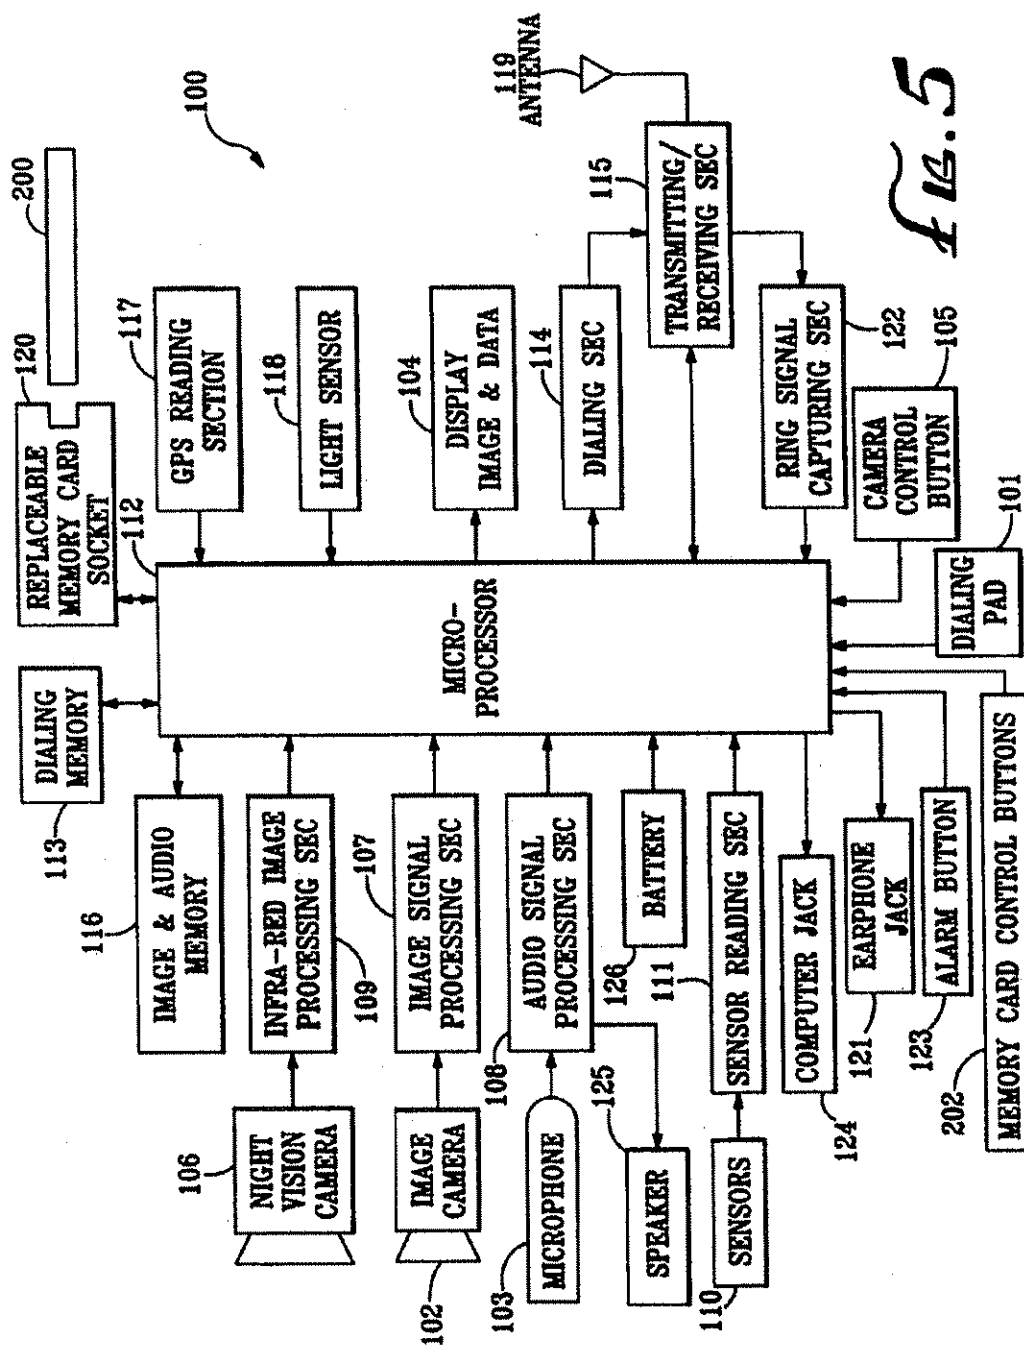 100
200
120
REPLACEABLE
MEMORY CARD
SOCKET
112
117
GPS READING
SECTION
118
LIGHT SENSOR
104
DISPLAY
IMAGE & DATA
114
DIALING SEC
115
TRANSMITTING/
RECEIVING SEC
119
ANTENNA
RING SIGNAL
CAPTURING SEC
122
105
CAMERA
CONTROL
BUTTON
101
DIALING
PAD
DIALING
MEMORY
113
MICRO-
PROCESSOR
116
IMAGE & AUDIO
MEMORY
INFRA-RED IMAGE
PROCESSING SEC
109
107
IMAGE SIGNAL
PROCESSING SEC
AUDIO SIGNAL
PROCESSING SEC
108
BATTERY
126
111
SENSOR READING SEC
COMPUTER JACK
124
EARPHONE
JACK
121
ALARM BUTTON
123
MEMORY CARD CONTROL BUTTONS
202
106
NIGHT
VISION
CAMERA
IMAGE
CAMERA
102
MICROPHONE
103
125
SPEAKER
SENSORS
110
FIG. 5